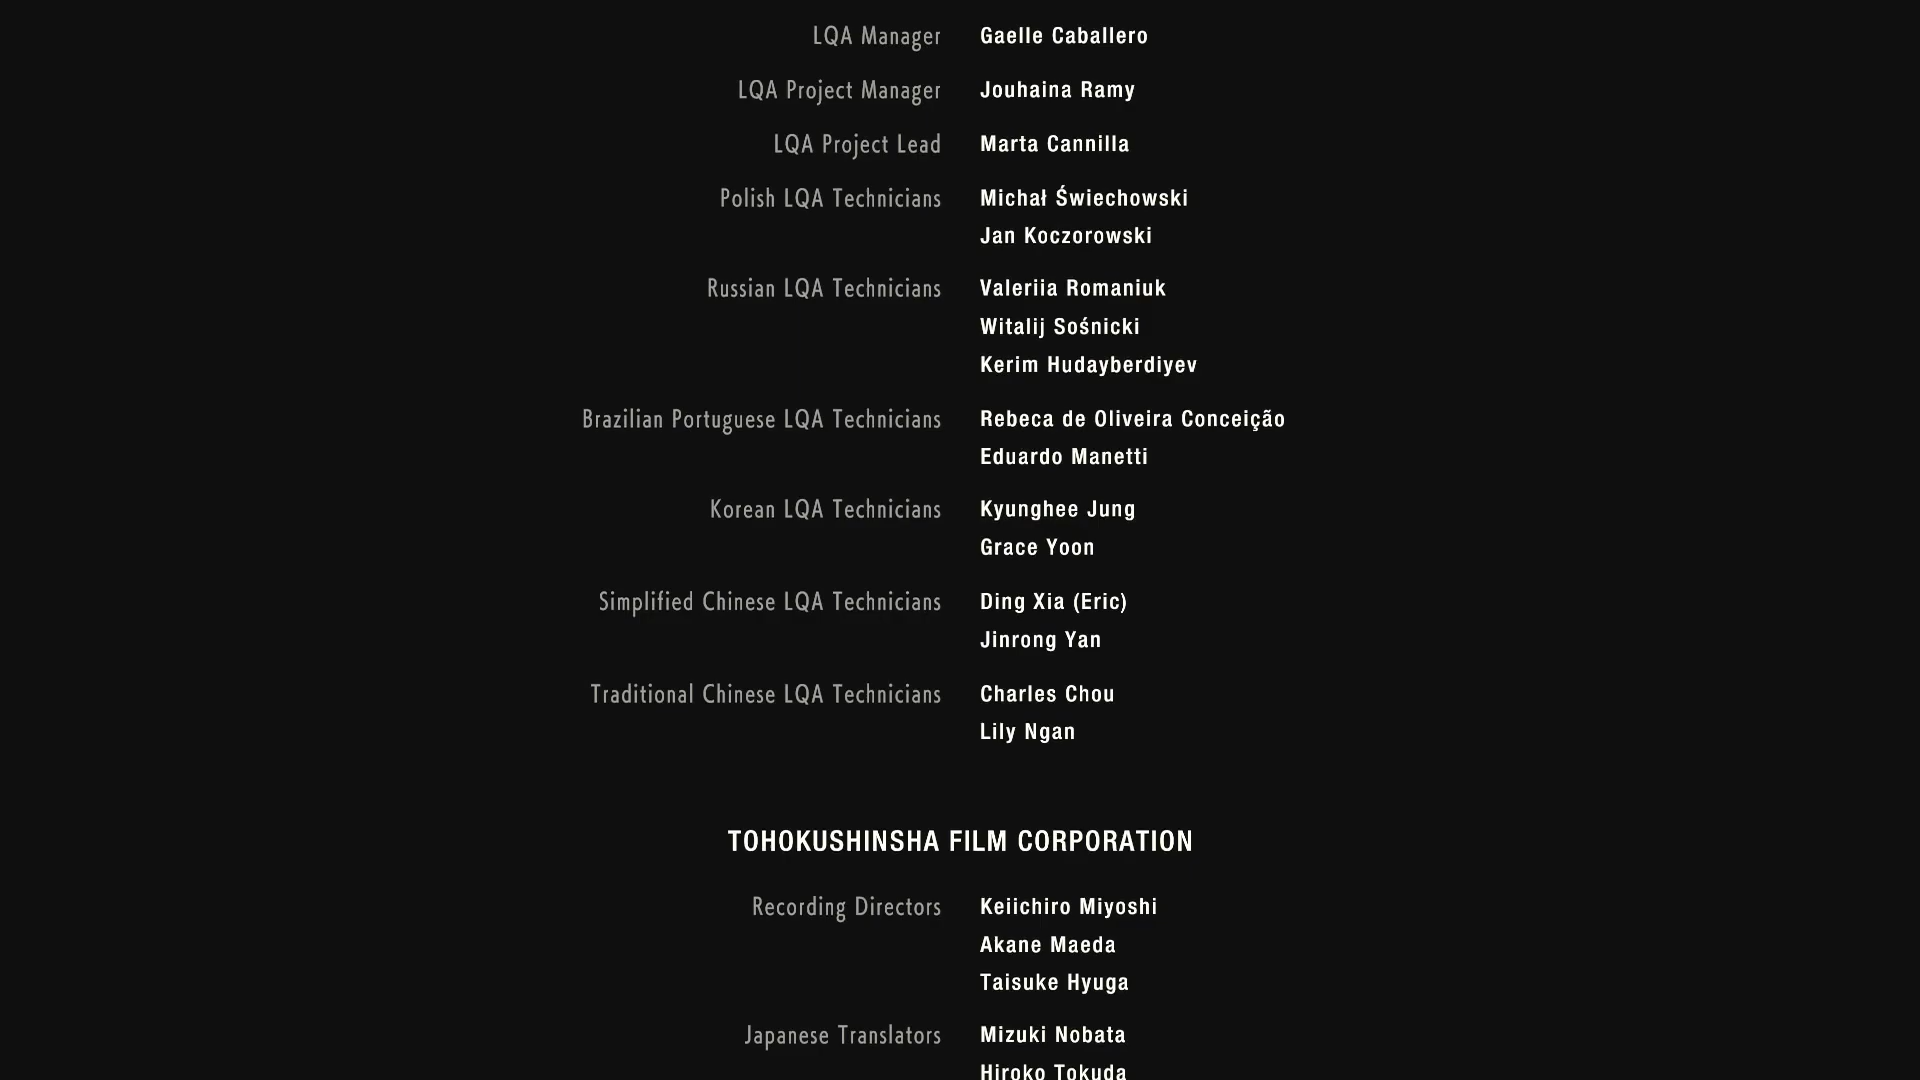 LQA Manager Gaelle Caballero
LQA Project Manager Jouhaina Ramy
LQA Project Lead Marta Cannilla
Polish LQA Technicians Michał Świechowski
Jan Koczorowski
Russian LQA Technicians Valeriia Romaniuk
Witalij Sośnicki
Kerim Hudayberdiyev
Brazilian Portuguese LQA Technicians Rebeca de Oliveira Conceição
Eduardo Manetti
Korean LQA Technicians Kyunghee Jung
Grace Yoon
Simplified Chinese LQA Technicians Ding Xia (Eric)
Jinrong Yan
Traditional Chinese LQA Technicians Charles Chou
Lily Ngan
TOHOKUSHINSHA FILM CORPORATION
Recording Directors Keiichiro Miyoshi
Akane Maeda
Taisuke Hyuga
Japanese Translators Mizuki Nobata
Hiroko Tokuda